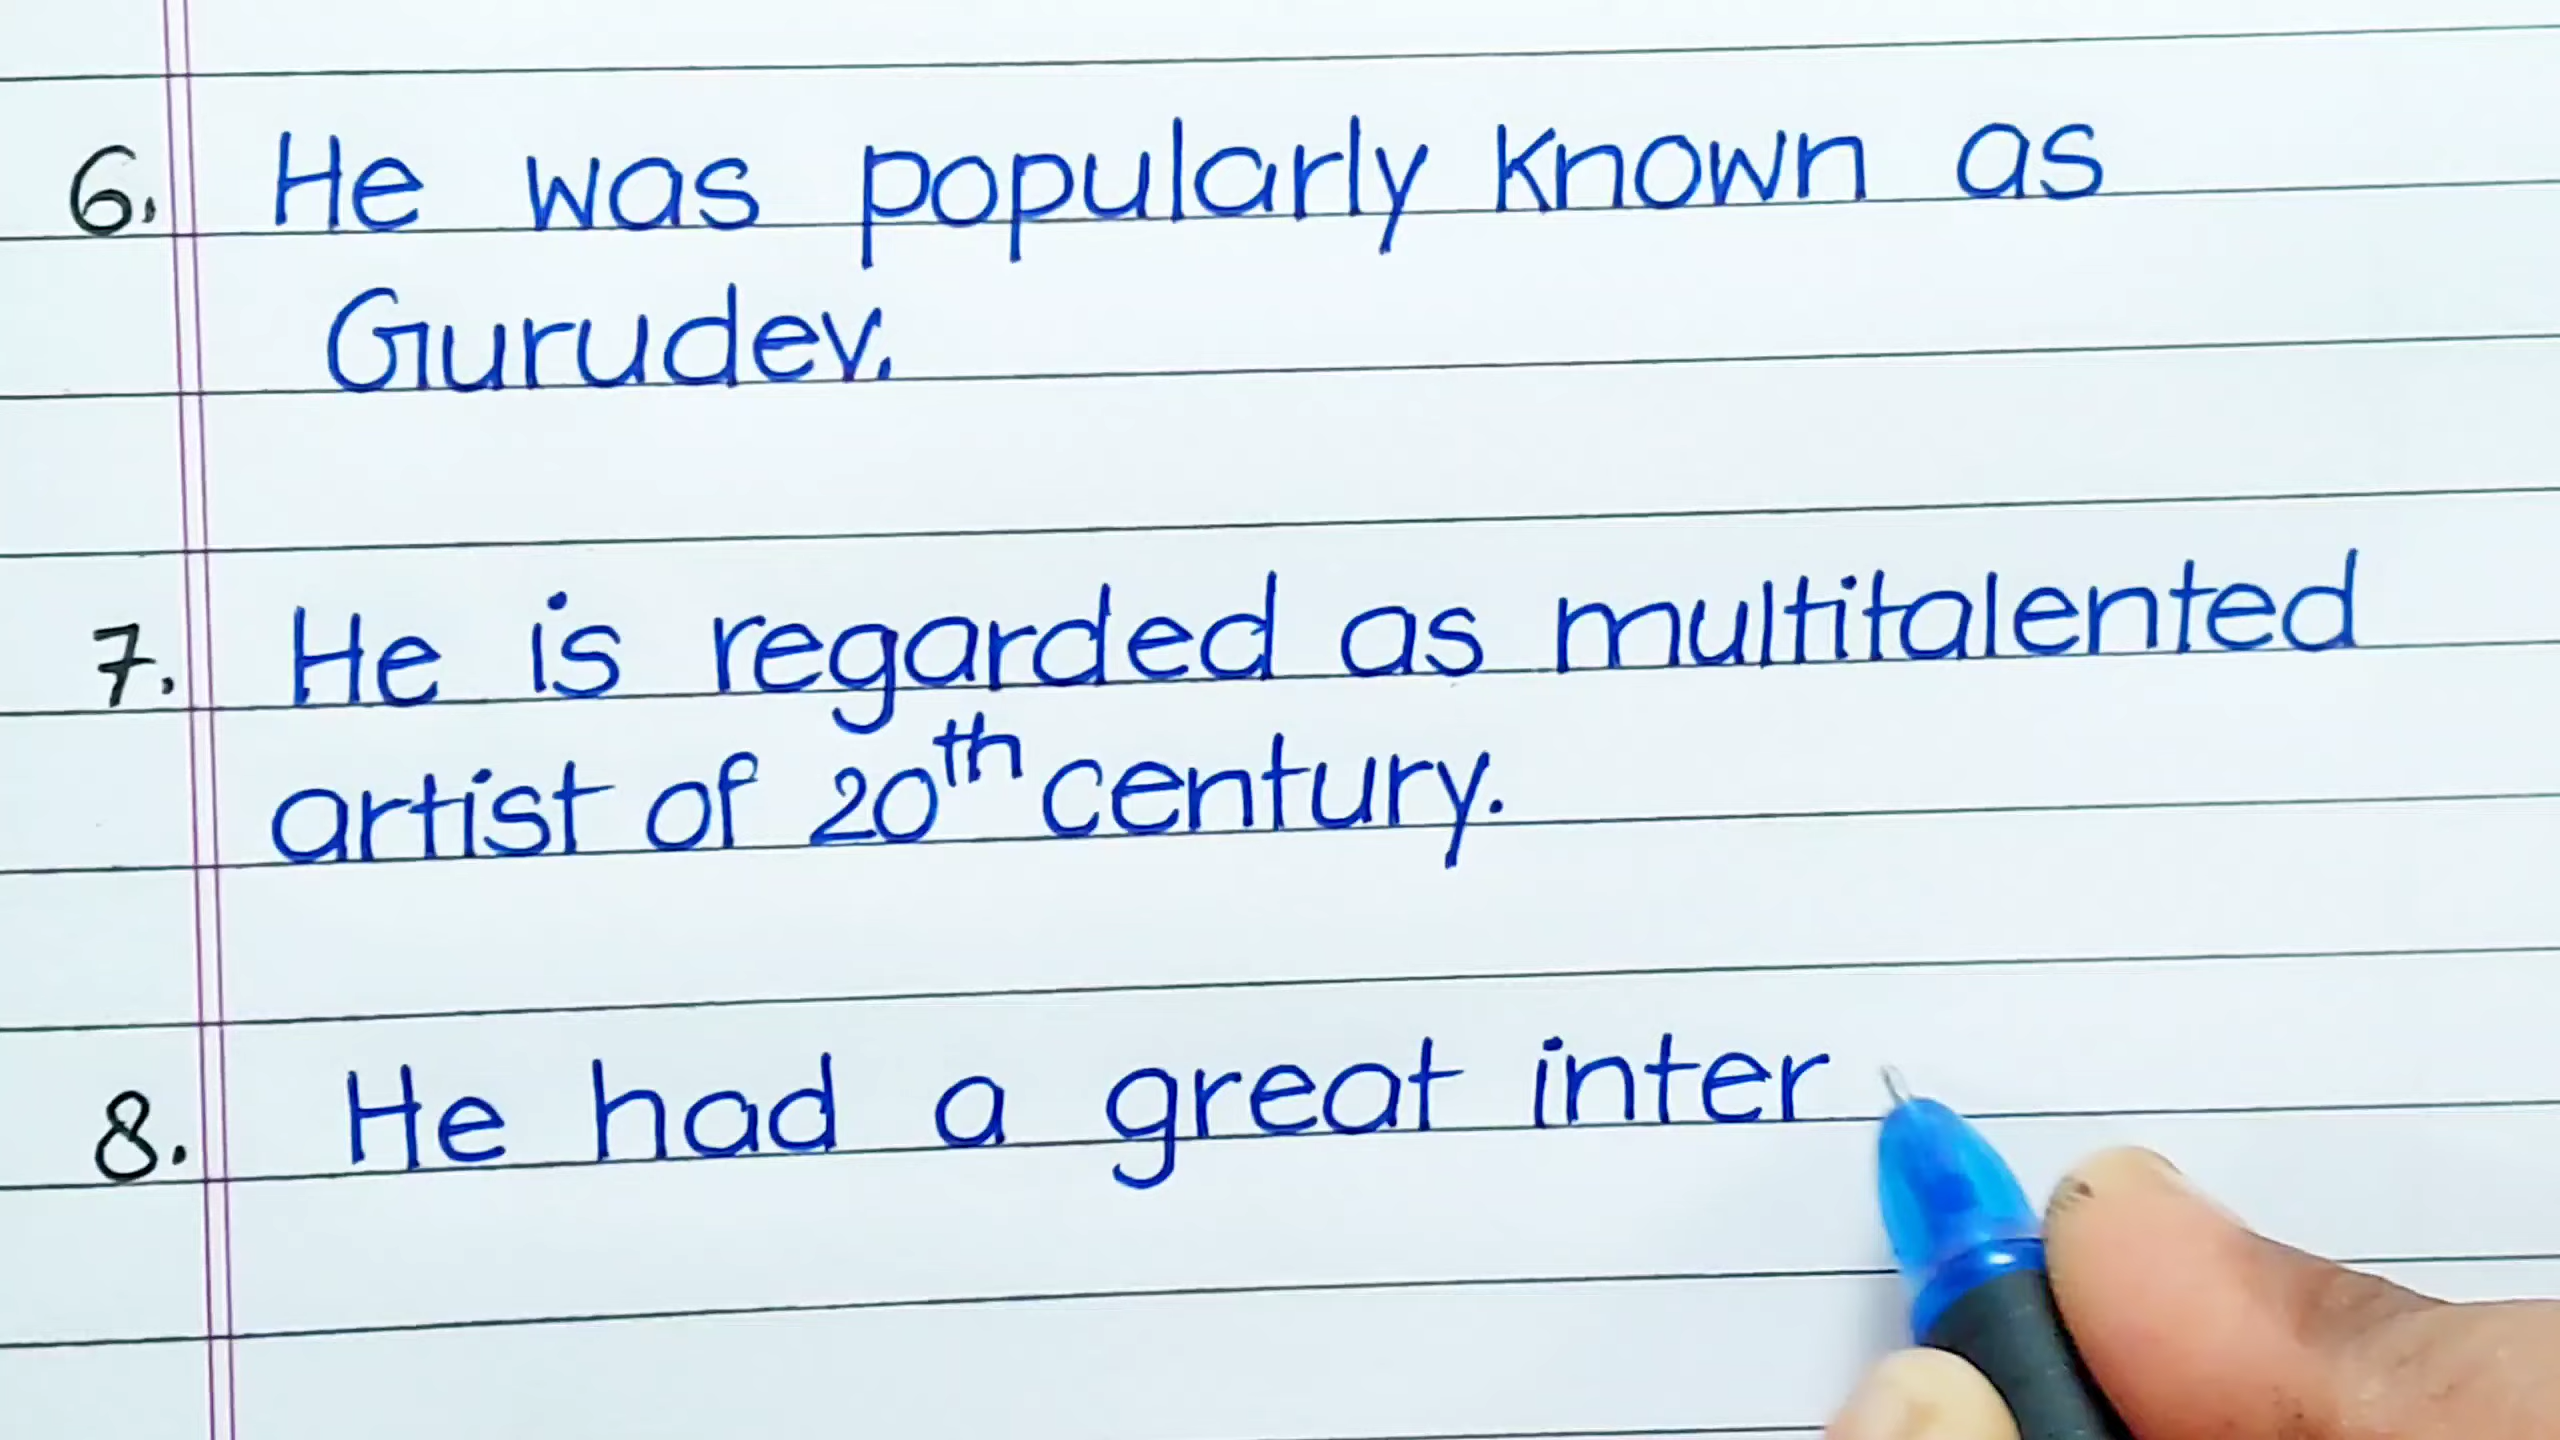 6. He was popularly known as
Gurudev.
7. He is regarded as multitalented
artist of 20th century.
8. He had a great inter